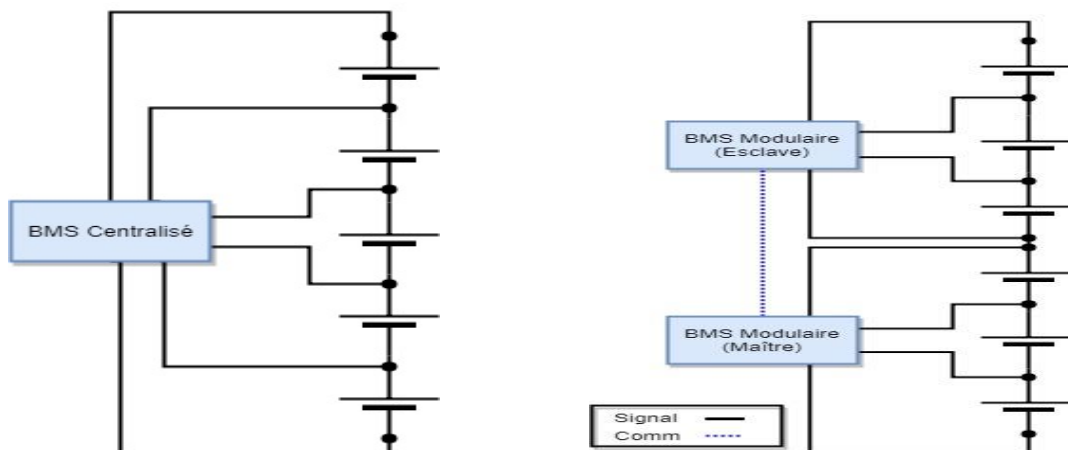 BMS Centralisé
BMS Modulaire
(Esclave)
BMS Modulaire
(Maître)
Signal
Comm